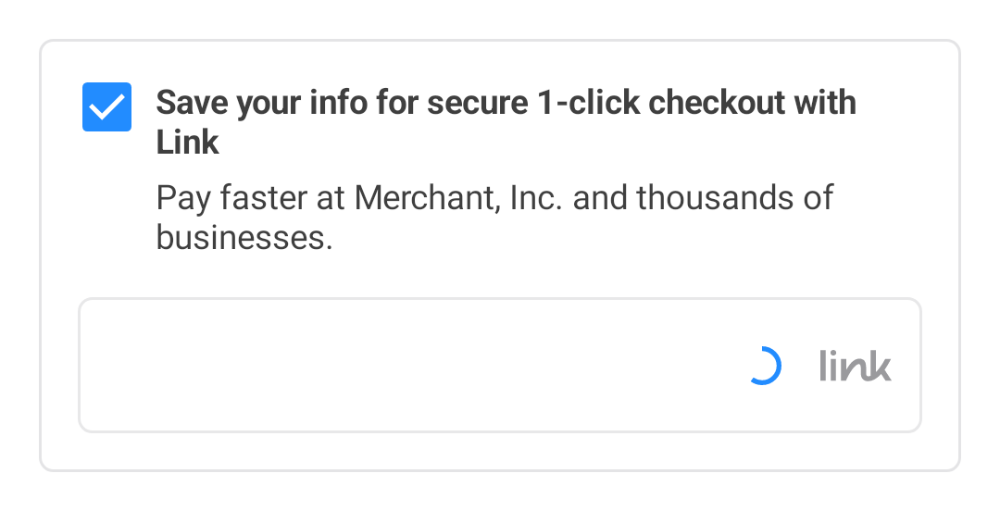 Save your info for secure 1-click checkout with
Link
Pay faster at Merchant, Inc. and thousands of
businesses.
link